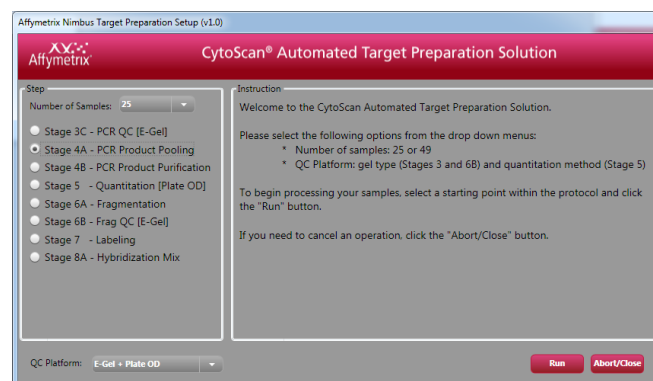 Affymetrix Nimbus Target Preparation Setup (v1.0)
Affymetrix
CytoScan® Automated Target Preparation Solution
Step
Number of Samples: 25
Stage 3C - PCR QC [E-Gel]
Stage 4A - PCR Product Pooling
Stage 4B - PCR Product Purification
Stage 5 - Quantitation [Plate OD]
Stage 6A - Fragmentation
Stage 6B - Frag QC [E-Gel]
Stage 7 - Labeling
Stage 8A - Hybridization Mix
QC Platform: E-Gel + Plate OD
Instruction
Welcome to the CytoScan Automated Target Preparation Solution.
Please select the following options from the drop down menus:
* Number of samples: 25 or 49
* QC Platform: gel type (Stages 3 and 6B) and quantitation method (Stage 5)
To begin processing your samples, select a starting point within the protocol and click
the "Run" button.
If you need to cancel an operation, click the "Abort/Close" button.
Run
Abort/Close